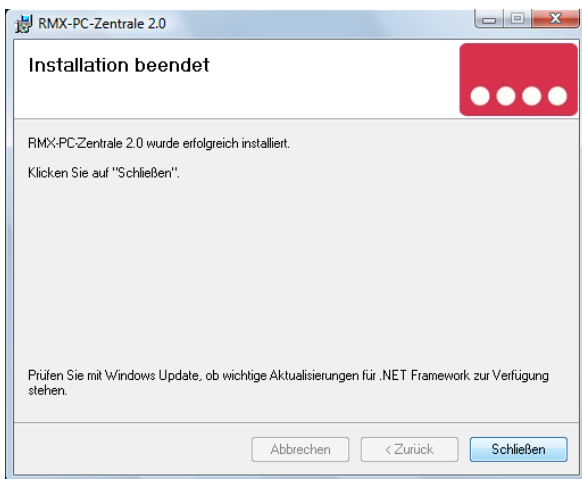 RMX-PC-Zentrale 2.0
Installation beendet
RMX-PC-Zentrale 2.0 wurde erfolgreich installiert.
Klicken Sie auf "Schließen".
Prüfen Sie mit Windows Update, ob wichtige Aktualisierungen für .NET Framework zur Verfügung
stehen.
Abbrechen < Zurück Schließen